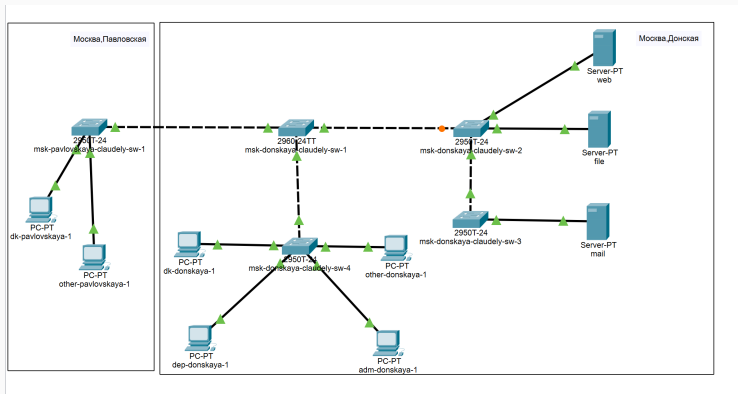 Москва,Павловская
Москва,Донская
Server-PT
web
2950T-24
msk-pavlovskaya-claudely-sw-1
2960-24TT
msk-donskaya-claudely-sw-1
2950T-24
msk-donskaya-claudely-sw-2
Server-PT
file
PC-PT
dk-pavlovskaya-1
2950T-24
msk-donskaya-claudely-sw-3
Server-PT
mail
PC-PT
other-pavlovskaya-1
PC-PT
dk-donskaya-1
2950T-24
msk-donskaya-claudely-sw-4
PC-PT
other-donskaya-1
PC-PT
dep-donskaya-1
PC-PT
adm-donskaya-1